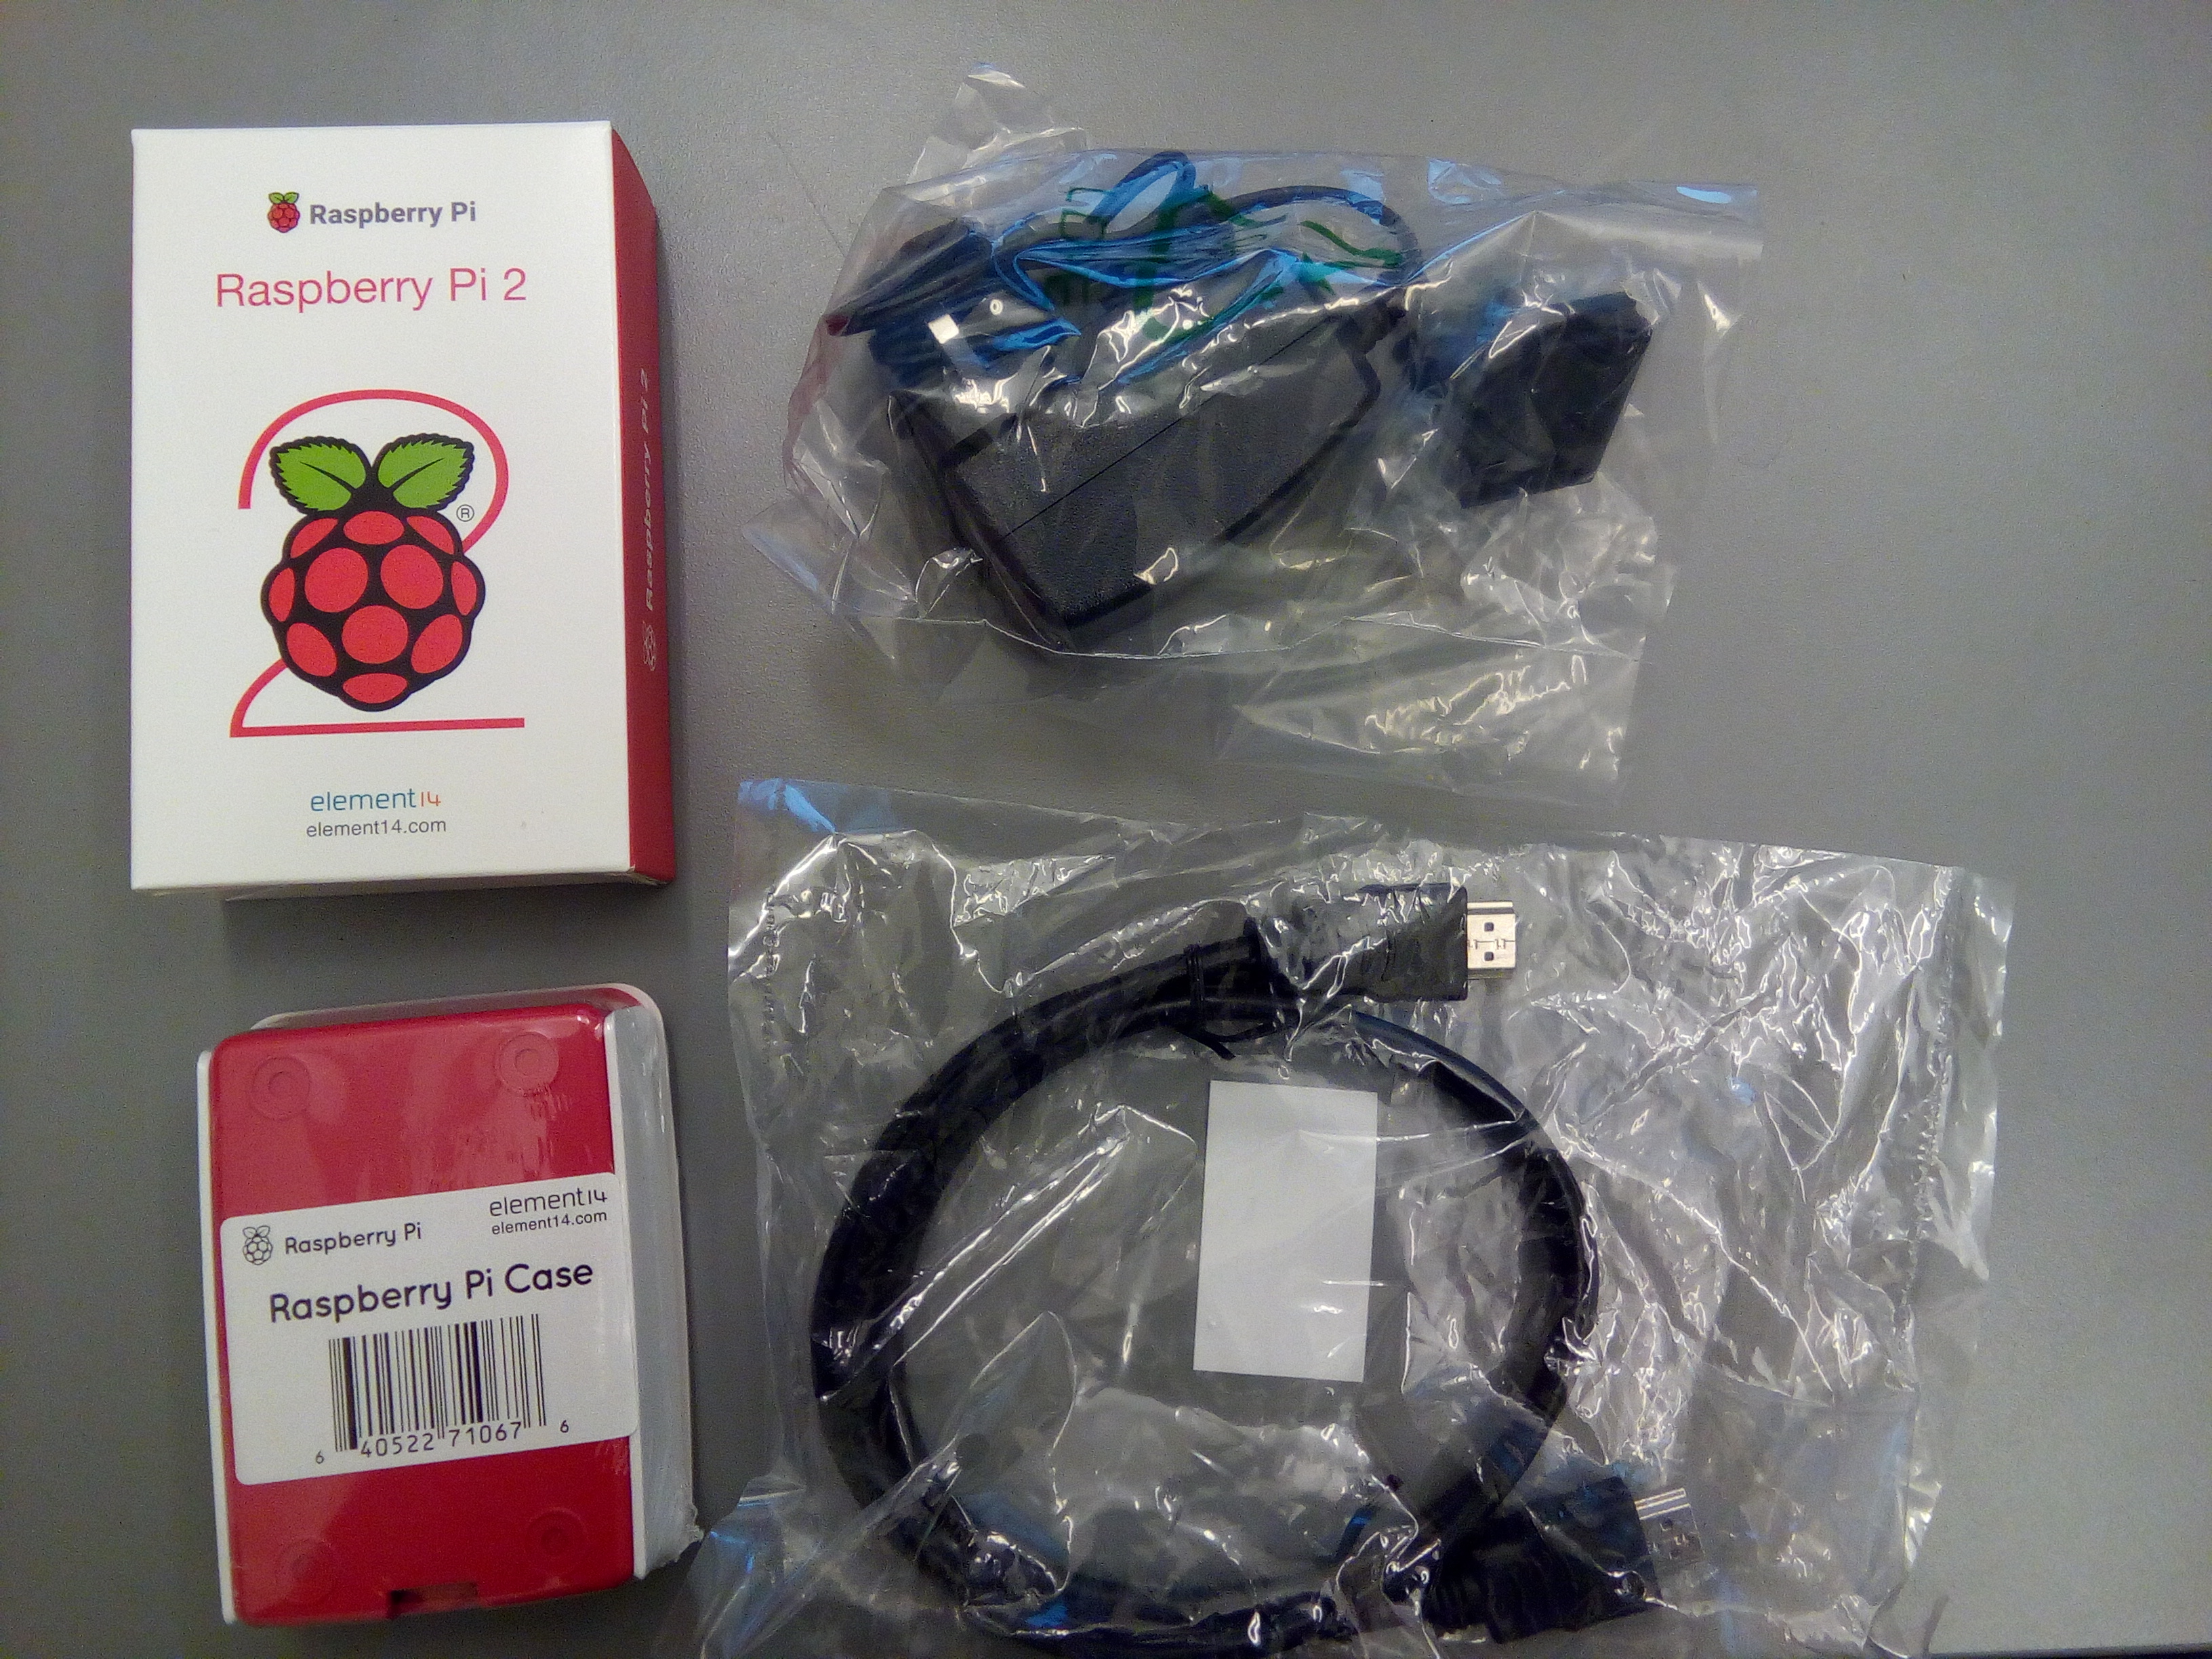 Raspberry Pi
Raspberry Pi 2
2
®
element14
element14.com
Raspberry Pi 2
Raspberry Pi
element14
element14.com
Raspberry Pi Case
6 40522 71067 6